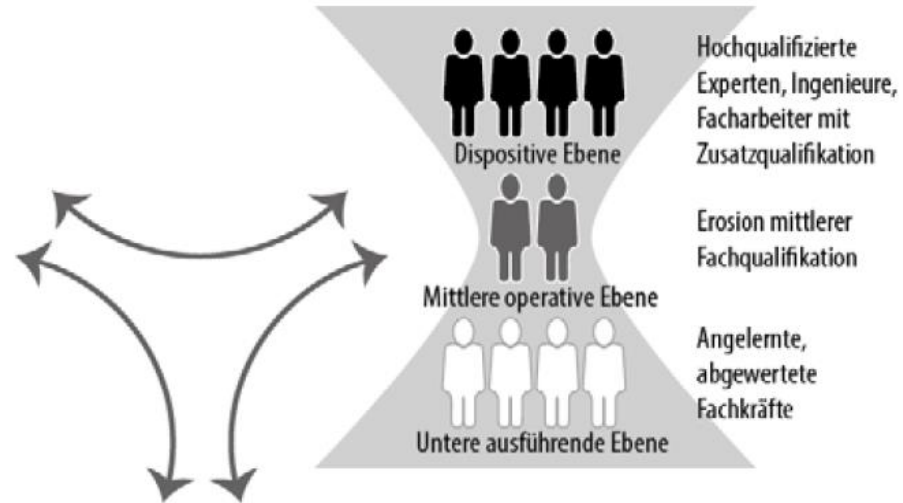 Hochqualifizierte
Experten, Ingenieure,
Facharbeiter mit
Zusatzqualifikation
Dispositive Ebene
Erosion mittlerer
Fachqualifikation
Mittlere operative Ebene
Angelernte,
abgewertete
Fachkräfte
Untere ausführende Ebene